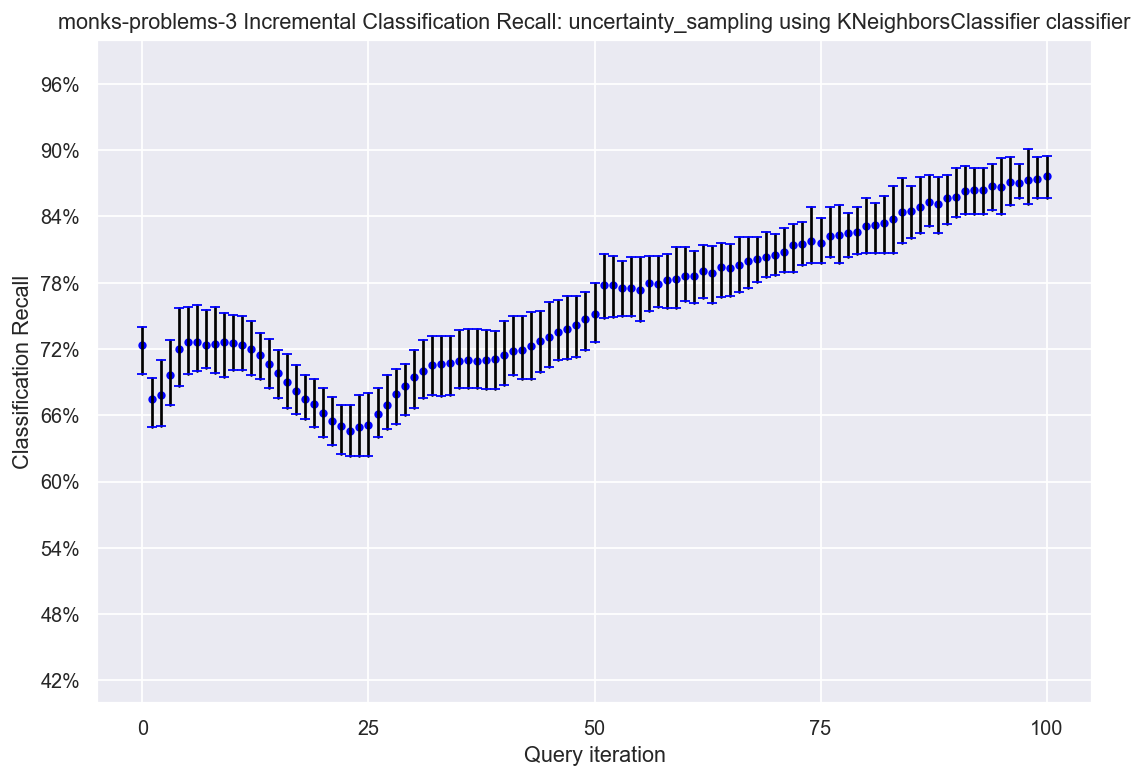 monks-problems-3 Incremental Classification Recall: uncertainty_sampling using KNeighborsClassifier classifier
96%
90%
84%
78%
72%
66%
60%
54%
48%
42%
Classification Recall
0 25 50 75 100
Query iteration